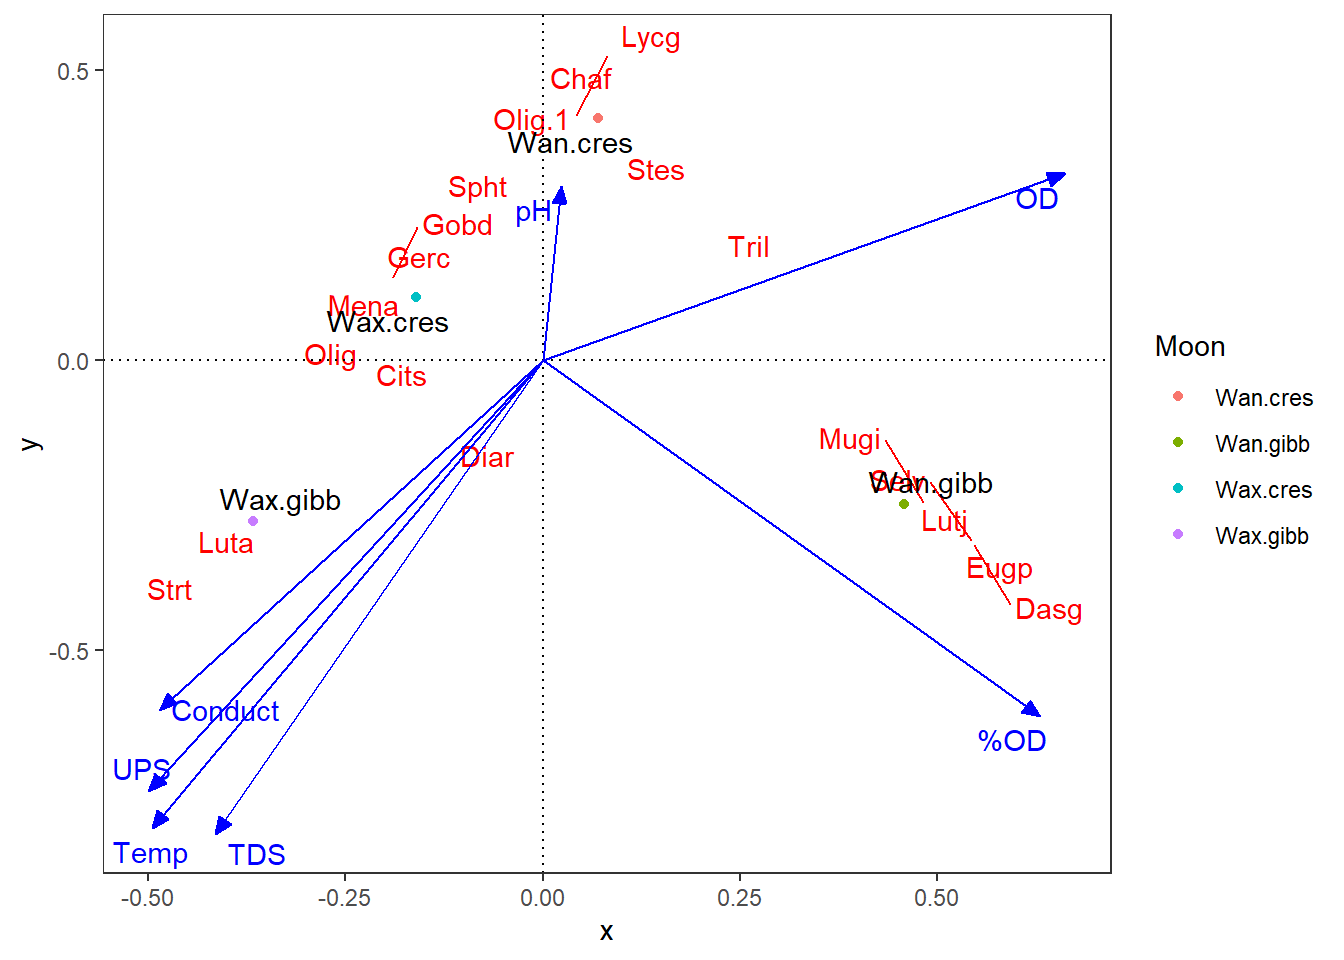 Lycg
0.5
Chaf
Olig.1
Wan.cres
Stes
Spht
OD
pH
Gobd
Tril
Gerc
Mena
Wax.cres
Moon
Olig
0.0
Cits
Wan.cres
Mugi
Wan.gibb
y
Diar
Selv
Wan.gibb
Wax.cres
Wax.gibb
Lutj
Wax.gibb
Luta
Eugp
Strt
Dasg
-0.5
Conduct
%OD
UPS
Temp
TDS
-0.50 -0.25 0.00 0.25 0.50
x